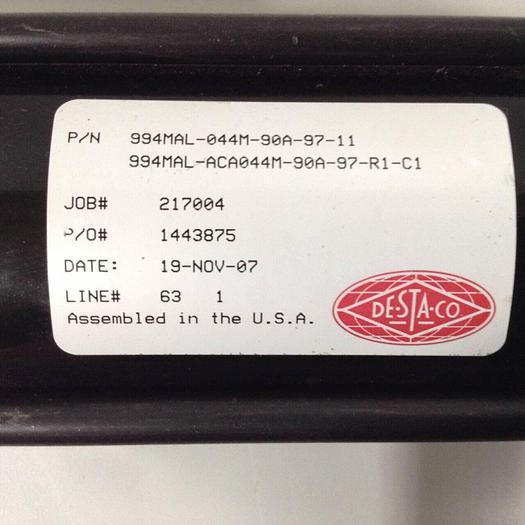 P/N 994MAL-044M-90A-97-11
994MAL-ACA044M-90A-97-R1-C1
JOB# 217004
P/O# 1443875
DATE: 19-NOV-07
LINE# 63 1
Assembled in the U.S.A.
DE-STA-CO